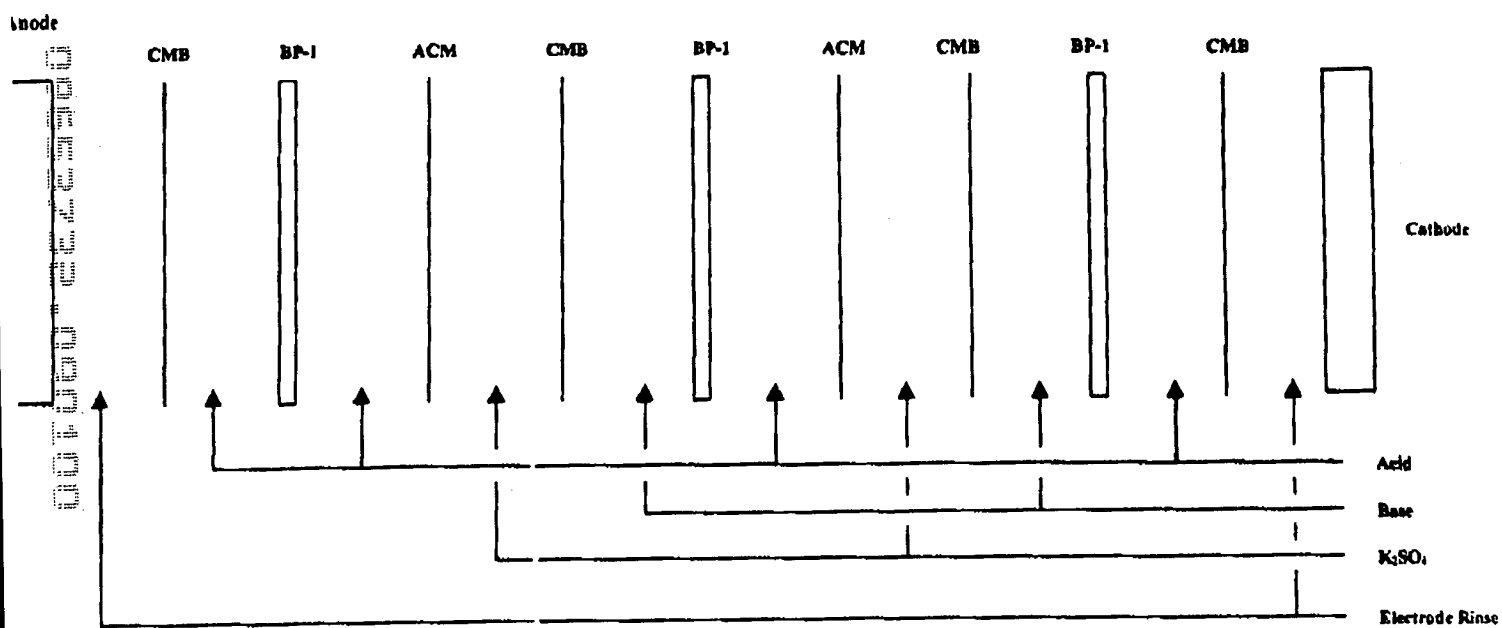 Anode
CMB BP-1 ACM CMB BP-1 ACM CMB BP-1 CMB
Cathode
Acid
Base
K₂SO₄
Electrode Rinse